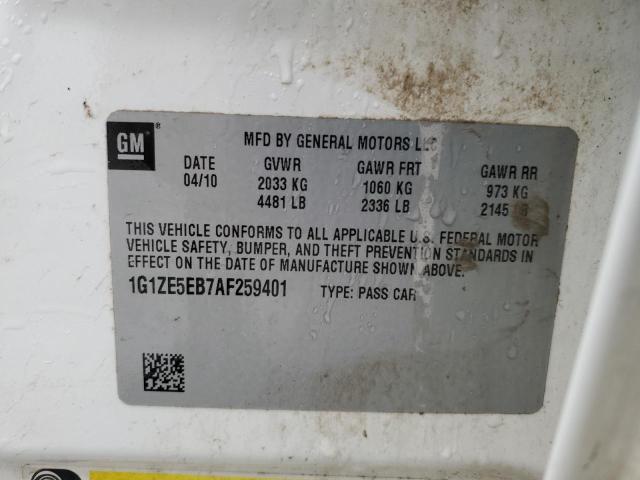 GM ®
MFD BY GENERAL MOTORS LLC
DATE GVWR GAWR FRT GAWR RR
04/10 2033 KG 1060 KG 973 KG
4481 LB 2336 LB 2145 LB
THIS VEHICLE CONFORMS TO ALL APPLICABLE U.S. FEDERAL MOTOR
VEHICLE SAFETY, BUMPER, AND THEFT PREVENTION STANDARDS IN
EFFECT ON THE DATE OF MANUFACTURE SHOWN ABOVE.
1G1ZE5EB7AF259401 TYPE: PASS CAR